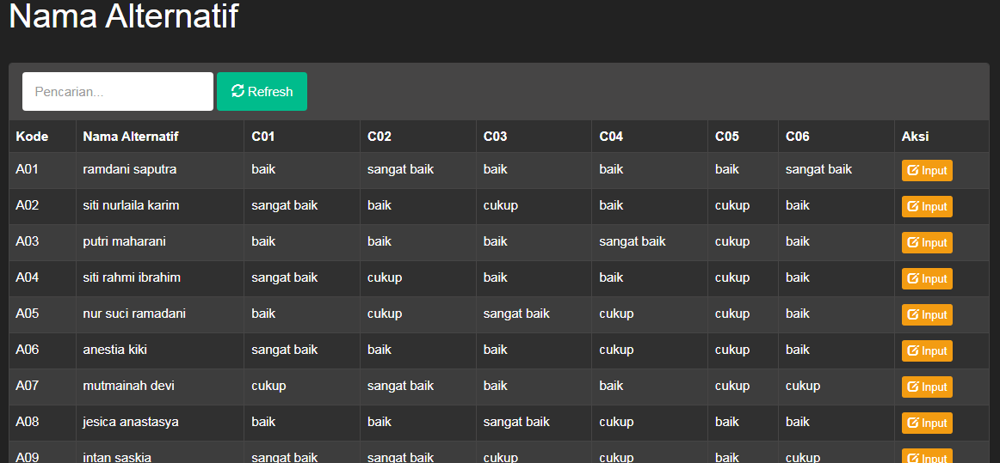 Nama Alternatif
Pencarian... Refresh
Kode Nama Alternatif C01 C02 C03 C04 C05 C06 Aksi
A01 ramdani saputra baik sangat baik baik baik baik sangat baik Input
A02 siti nurlaila karim sangat baik baik cukup baik cukup baik Input
A03 putri maharani baik baik baik sangat baik cukup baik Input
A04 siti rahmi ibrahim sangat baik cukup baik baik cukup baik Input
A05 nur suci ramadani baik cukup sangat baik cukup cukup baik Input
A06 anestia kiki sangat baik baik baik cukup cukup baik Input
A07 mutmainah devi cukup sangat baik baik baik cukup cukup Input
A08 jesica anastasya baik baik sangat baik cukup baik baik Input
A09 intan saskia sangat baik sangat baik cukup cukup baik cukup Input